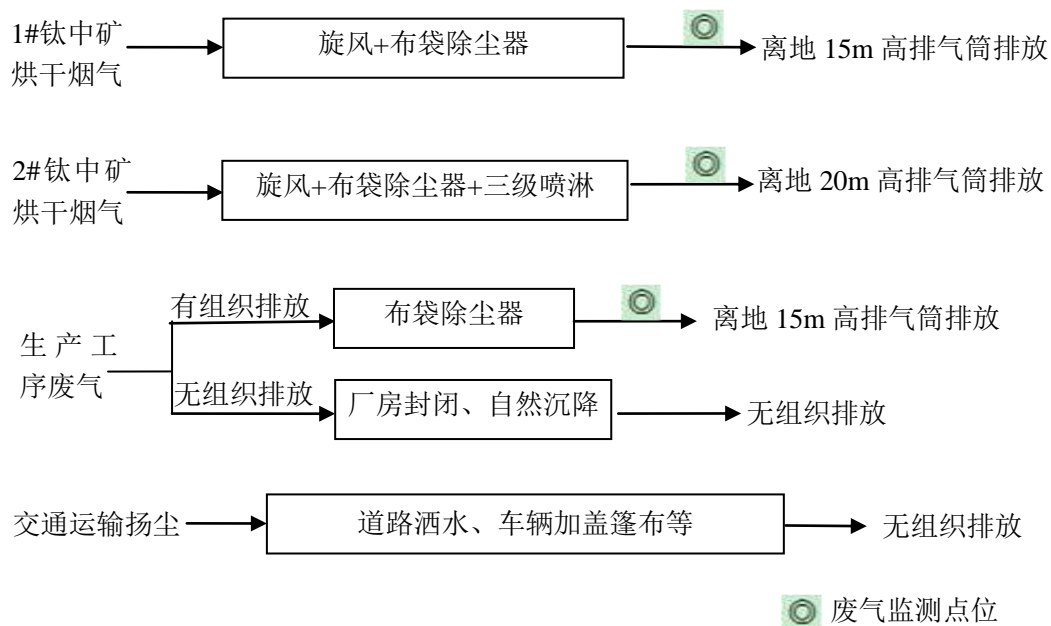 1#钛中矿
烘干烟气
旋风+布袋除尘器
离地 15m 高排气筒排放
2#钛中矿
烘干烟气
旋风+布袋除尘器+三级喷淋
离地 20m 高排气筒排放
生产工
序废气
有组织排放
布袋除尘器
离地 15m 高排气筒排放
无组织排放
厂房封闭、自然沉降
无组织排放
交通运输扬尘
道路洒水、车辆加盖篷布等
无组织排放
废气监测点位